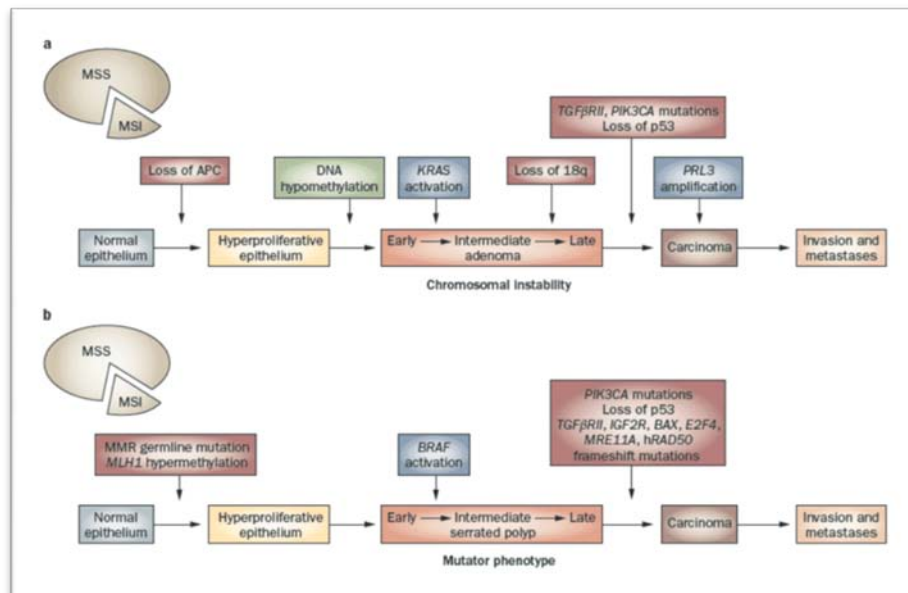 a
MSS
MSI
TGFβRII, PIK3CA mutations
Loss of p53
Loss of APC
DNA
hypomethylation
KRAS
activation
Loss of 18q
PRL3
amplification
Normal
epithelium
Hyperproliferative
epithelium
Early Intermediate Late
adenoma
Carcinoma
Invasion and
metastases
Chromosomal instability
b
MSS
MSI
PIK3CA mutations
Loss of p53
TGFβRII, IGF2R, BAX, E2F4,
MRE11A, hRAD50
frameshift mutations
MMR germline mutation
MLH1 hypermethylation
BRAF
activation
Normal
epithelium
Hyperproliferative
epithelium
Early Intermediate Late
serrated polyp
Carcinoma
Invasion and
metastases
Mutator phenotype